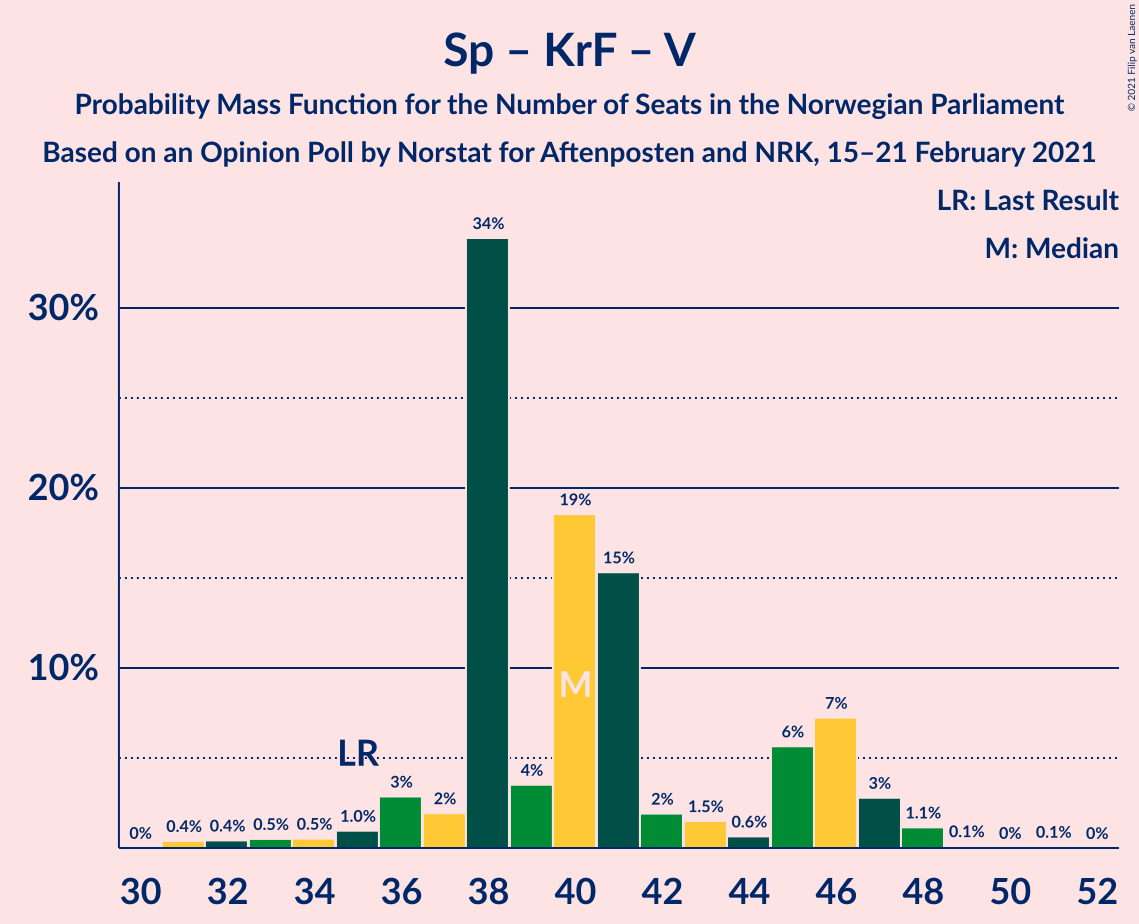 © 2021 Filip van Laenen
Sp – KrF – V
Probability Mass Function for the Number of Seats in the Norwegian Parliament
Based on an Opinion Poll by Norstat for Aftenposten and NRK, 15–21 February 2021
LR: Last Result
M: Median
30%
20%
10%
0% 0.4% 0.4% 0.5% 0.5% 1.0% 3% 2% 34% 4% 19% 15% 2% 1.5% 0.6% 6% 7% 3% 1.1% 0.1% 0% 0.1% 0%
LR
M
30 32 34 36 38 40 42 44 46 48 50 52